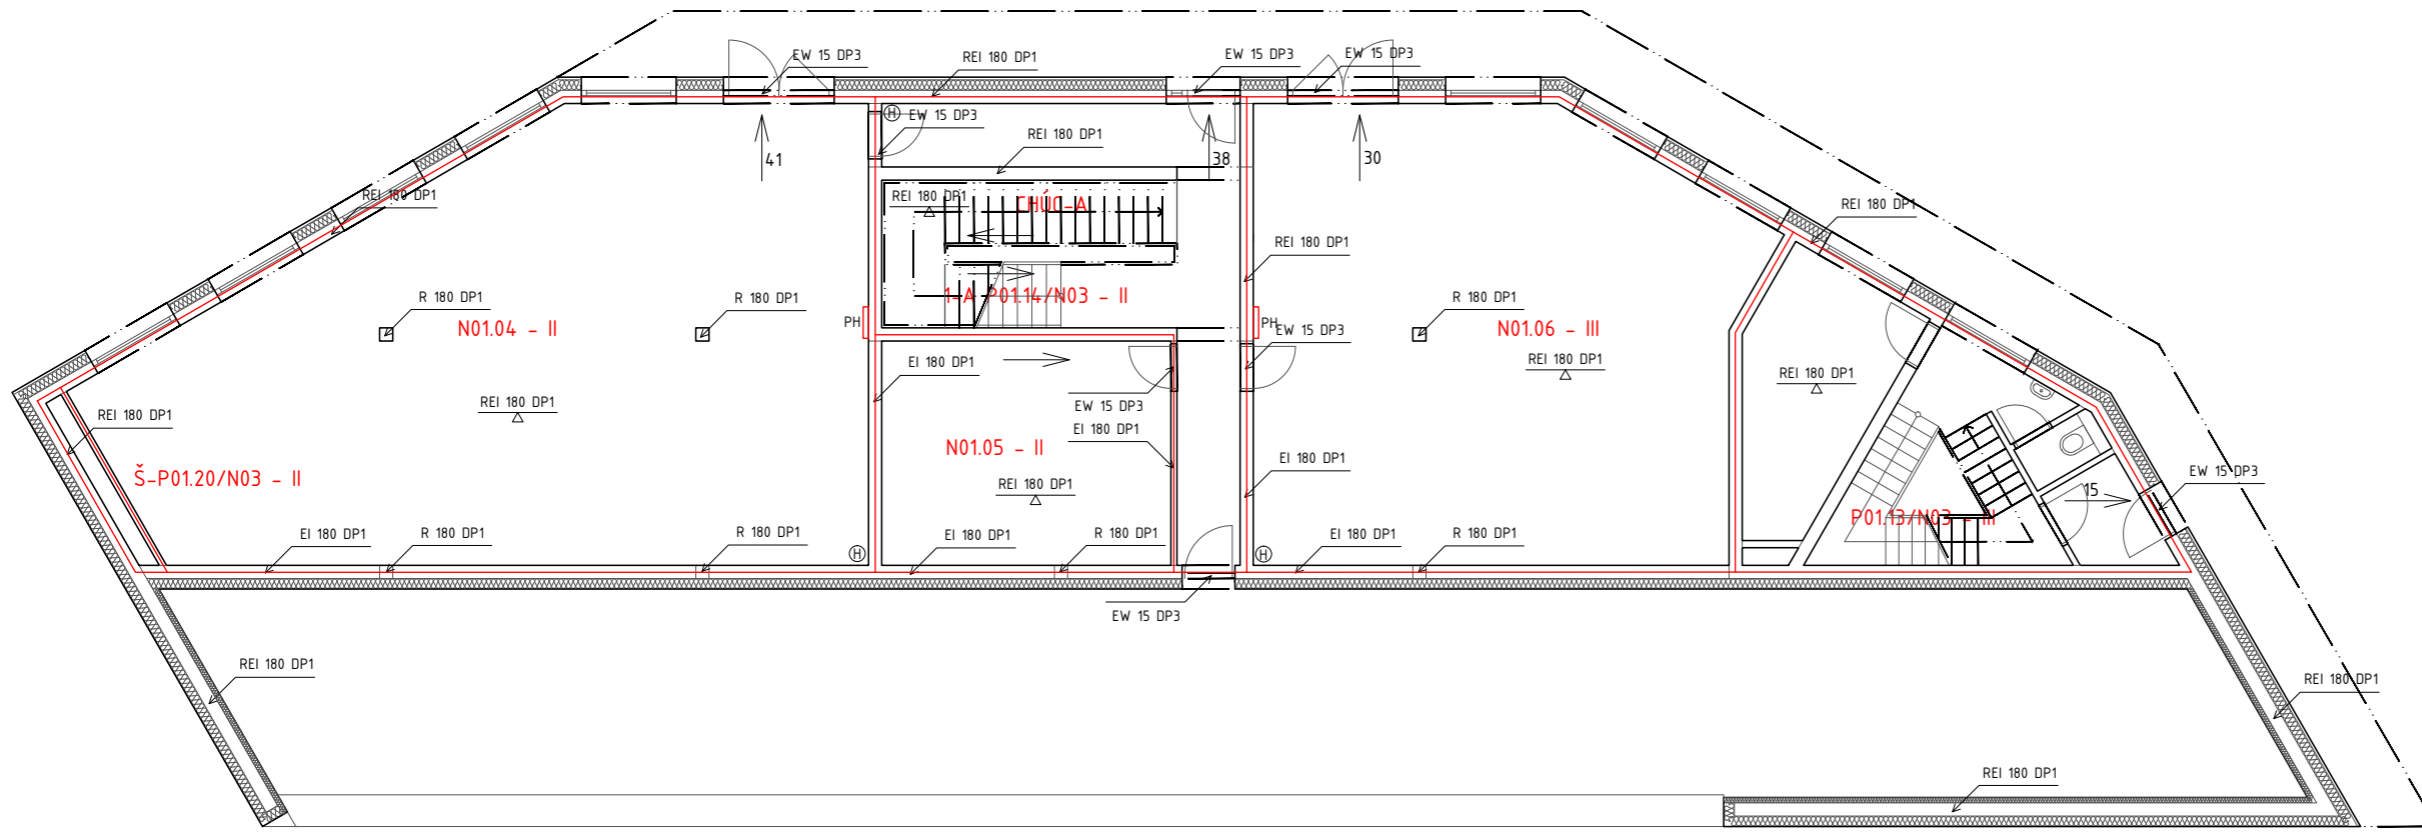 EW 15 DP3
REI 180 DP1
EW 15 DP3
EW 15 DP3
H
EW 15 DP3
REI 180 DP1
41
38
30
REI 180 DP1
REI 180 DP1
CHÚC-A
REI 180 DP1
REI 180 DP1
R 180 DP1
R 180 DP1
1-A P01.14/N03 - II
R 180 DP1
N01.04 - II
PH
PH
EW 15 DP3
N01.06 - III
EI 180 DP1
REI 180 DP1
REI 180 DP1
REI 180 DP1
REI 180 DP1
EW 15 DP3
EI 180 DP1
N01.05 - II
EI 180 DP1
Š-P01.20/N03 - II
REI 180 DP1
EW 15 DP3
15
P01.13/N03 - III
EI 180 DP1
R 180 DP1
R 180 DP1
EI 180 DP1
R 180 DP1
EI 180 DP1
R 180 DP1
H
H
EW 15 DP3
REI 180 DP1
REI 180 DP1
REI 180 DP1